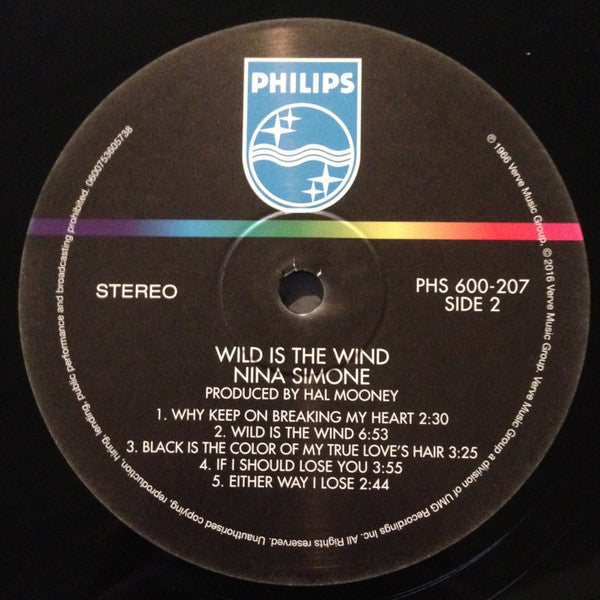 PHILIPS
STEREO
PHS 600-207
SIDE 2
WILD IS THE WIND
NINA SIMONE
PRODUCED BY HAL MOONEY
1. WHY KEEP ON BREAKING MY HEART 2:30
2. WILD IS THE WIND 6:53
3. BLACK IS THE COLOR OF MY TRUE LOVE'S HAIR 3:25
4. IF I SHOULD LOSE YOU 3:55
5. EITHER WAY I LOSE 2:44
℗ 1966 Verve Music Group, © 2016 Verve Music Group. Verve Music Group a division of UMG Recordings Inc. All Rights reserved. Unauthorised copying, reproduction, hiring, lending, public performance and broadcasting prohibited. 0600753605738